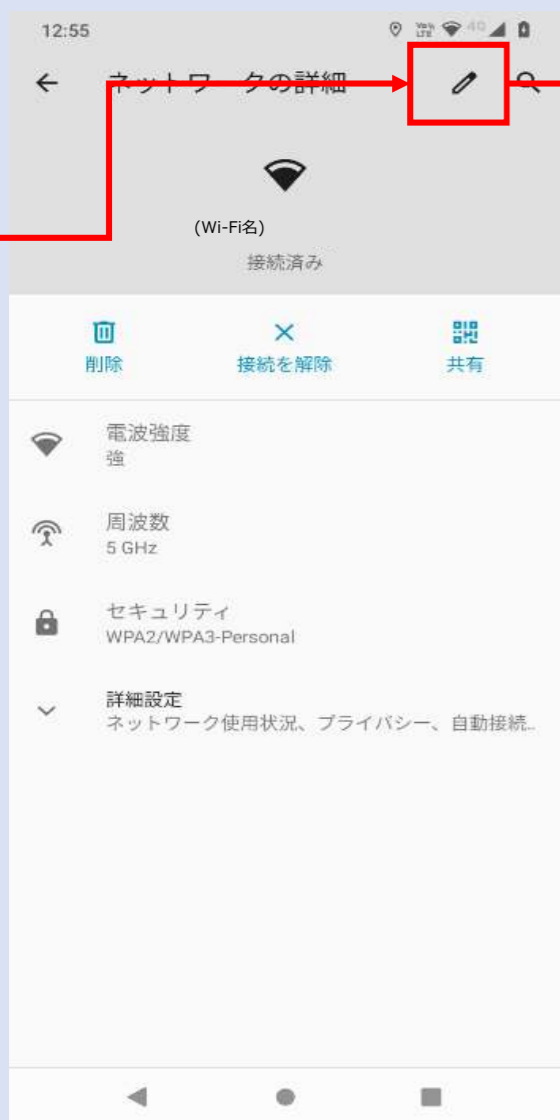 12:55
VoLTE 4G
ネットワークの詳細
(Wi-Fi名)
接続済み
削除 接続を解除 共有
電波強度
強
周波数
5 GHz
セキュリティ
WPA2/WPA3-Personal
詳細設定
ネットワーク使用状況、プライバシー、自動接続…